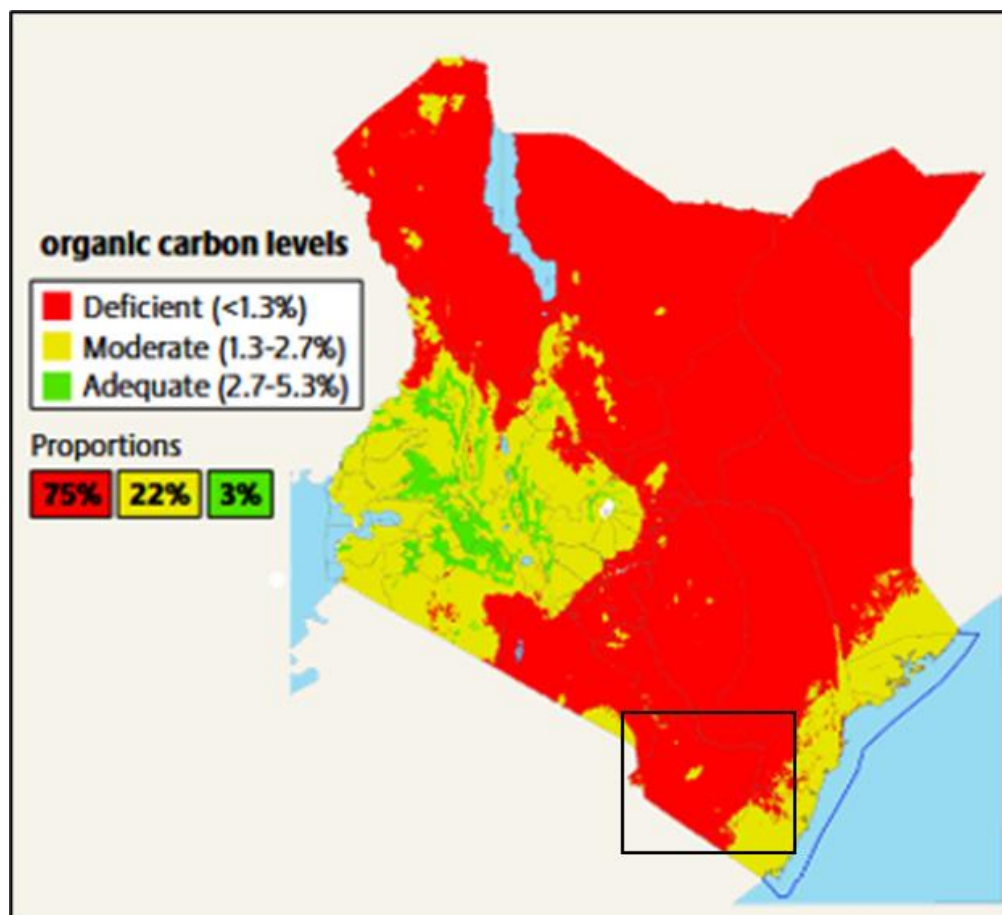 organic carbon levels
Deficient (<1.3%)
Moderate (1.3-2.7%)
Adequate (2.7-5.3%)
Proportions
75% 22% 3%